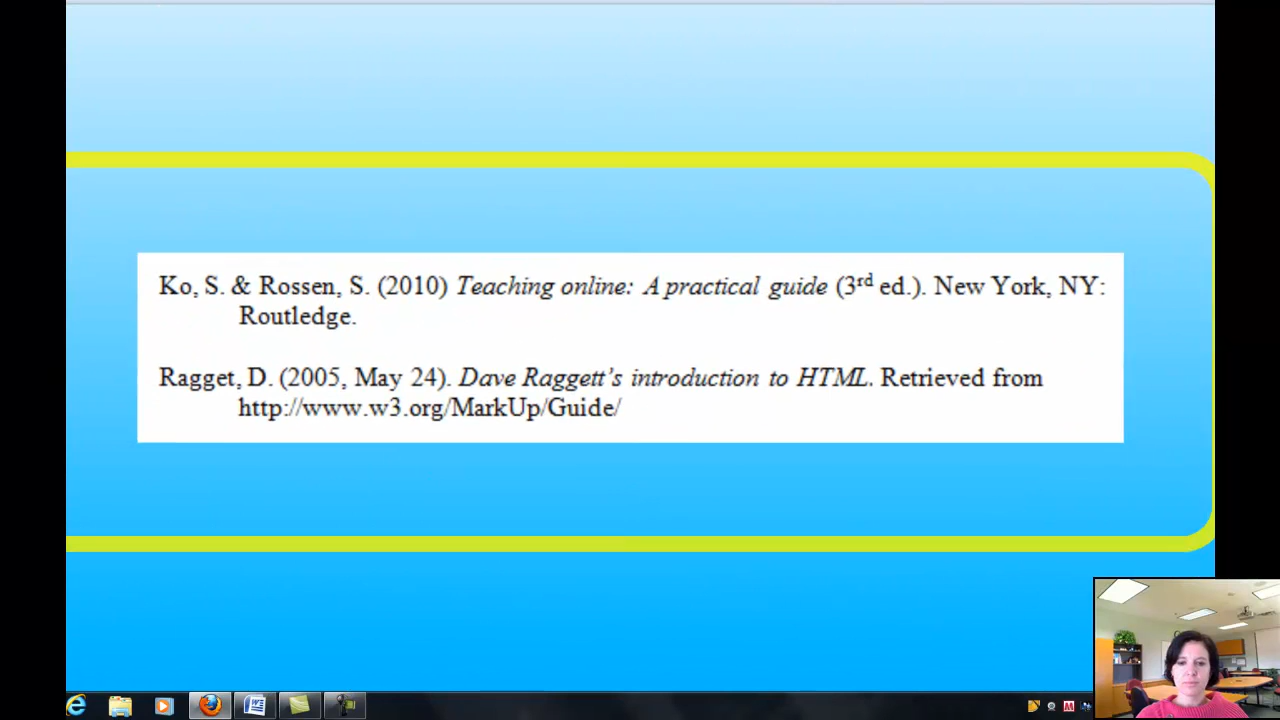 Ko, S. & Rossen, S. (2010) Teaching online: A practical guide (3rd ed.). New York, NY:
Routledge.
Ragget, D. (2005, May 24). Dave Raggett's introduction to HTML. Retrieved from
http://www.w3.org/MarkUp/Guide/